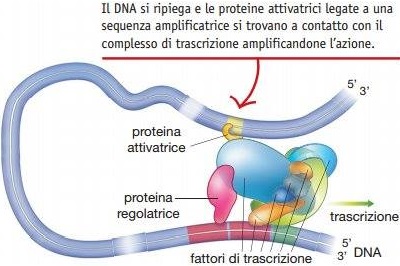 Il DNA si ripiega e le proteine attivatrici legate a una
sequenza amplificatrice si trovano a contatto con il
complesso di trascrizione amplificandone l'azione.
5'
3'
proteina
attivatrice
proteina
regolatrice
trascrizione
5'
3' DNA
fattori di trascrizione